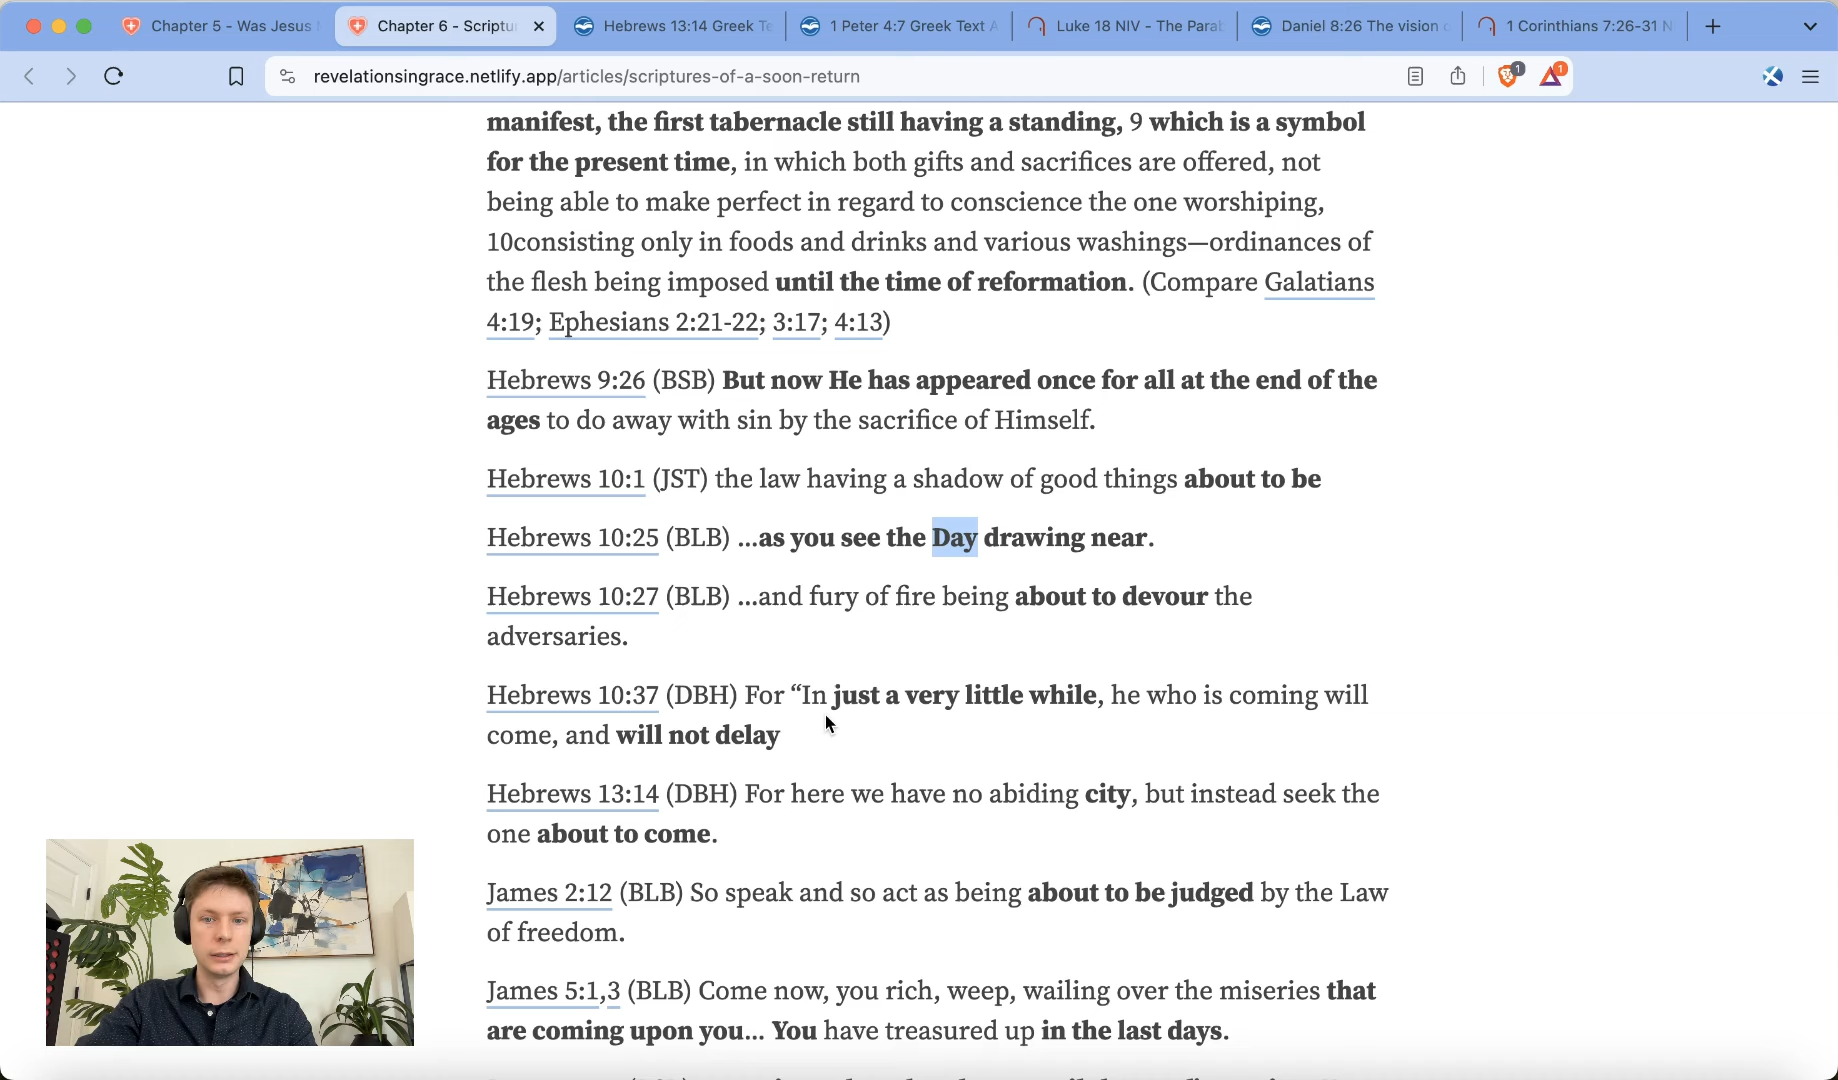 Chapter 5 - Was Jesus
Chapter 6 - Scriptu
Hebrews 13:14 Greek Te
1 Peter 4:7 Greek Text A
Luke 18 NIV - The Parab
Daniel 8:26 The vision
1 Corinthians 7:26-31 N
revelationsingrace.netlify.app/articles/scriptures-of-a-soon-return
1
1
manifest, the first tabernacle still having a standing, 9 which is a symbol
for the present time, in which both gifts and sacrifices are offered, not
being able to make perfect in regard to conscience the one worshiping,
10consisting only in foods and drinks and various washings—ordinances of
the flesh being imposed until the time of reformation. (Compare Galatians
4:19; Ephesians 2:21-22; 3:17; 4:13)
Hebrews 9:26 (BSB) But now He has appeared once for all at the end of the
ages to do away with sin by the sacrifice of Himself.
Hebrews 10:1 (JST) the law having a shadow of good things about to be
Hebrews 10:25 (BLB) ...as you see the Day drawing near.
Hebrews 10:27 (BLB) ...and fury of fire being about to devour the
adversaries.
Hebrews 10:37 (DBH) For “In just a very little while, he who is coming will
come, and will not delay
Hebrews 13:14 (DBH) For here we have no abiding city, but instead seek the
one about to come.
James 2:12 (BLB) So speak and so act as being about to be judged by the Law
of freedom.
James 5:1,3 (BLB) Come now, you rich, weep, wailing over the miseries that
are coming upon you... You have treasured up in the last days.